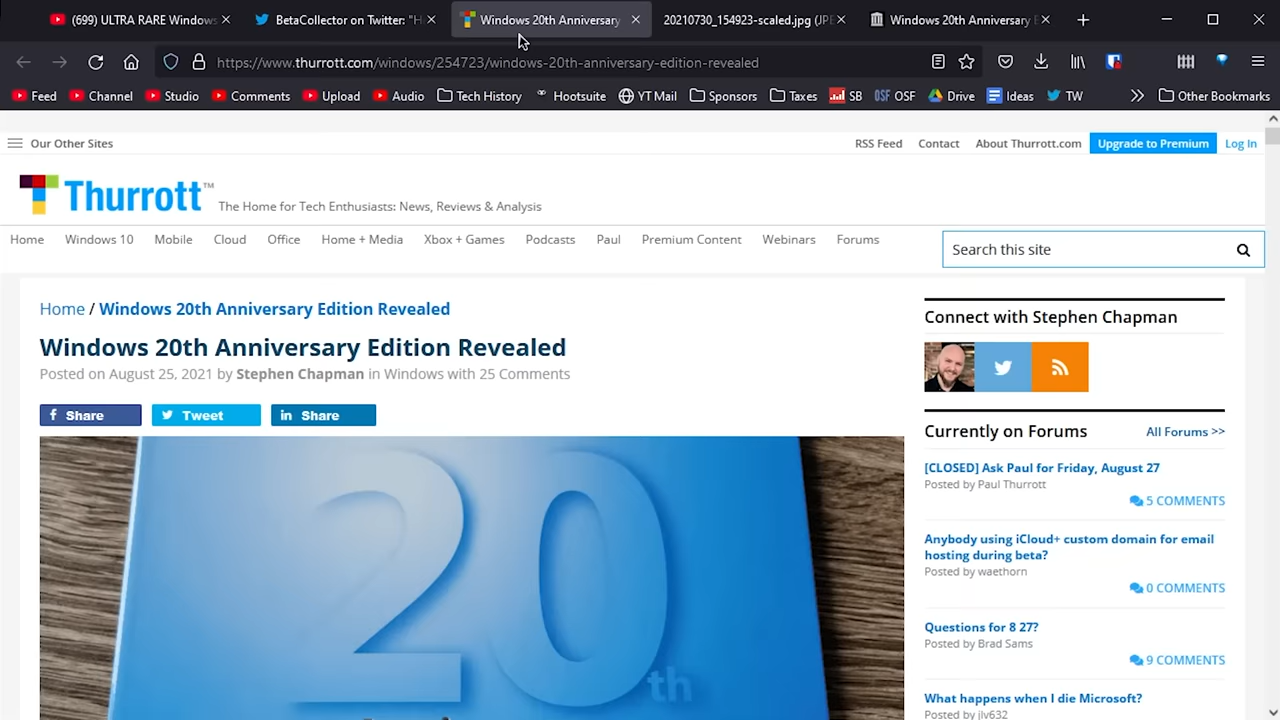 (699) ULTRA RARE Windows
BetaCollector on Twitter: "H
Windows 20th Anniversary
20210730_154923-scaled.jpg (JPE
Windows 20th Anniversary E
https://www.thurrott.com/windows/254723/windows-20th-anniversary-edition-revealed
Feed
Channel
Studio
Comments
Upload
Audio
Tech History
Hootsuite
YT Mail
Sponsors
Taxes
SB
OSF OSF
Drive
Ideas
TW
Other Bookmarks
Our Other Sites
RSS Feed
Contact
About Thurrott.com
Upgrade to Premium
Log In
Thurrott™
The Home for Tech Enthusiasts: News, Reviews & Analysis
Home
Windows 10
Mobile
Cloud
Office
Home + Media
Xbox + Games
Podcasts
Paul
Premium Content
Webinars
Forums
Search this site
Home / Windows 20th Anniversary Edition Revealed
Windows 20th Anniversary Edition Revealed
Posted on August 25, 2021 by Stephen Chapman in Windows with 25 Comments
f Share
Tweet
in Share
20th
Connect with Stephen Chapman
Currently on Forums
All Forums >>
[CLOSED] Ask Paul for Friday, August 27
Posted by Paul Thurrott
5 COMMENTS
Anybody using iCloud+ custom domain for email
hosting during beta?
Posted by waethorn
0 COMMENTS
Questions for 8 27?
Posted by Brad Sams
9 COMMENTS
What happens when I die Microsoft?
Posted by jlv632